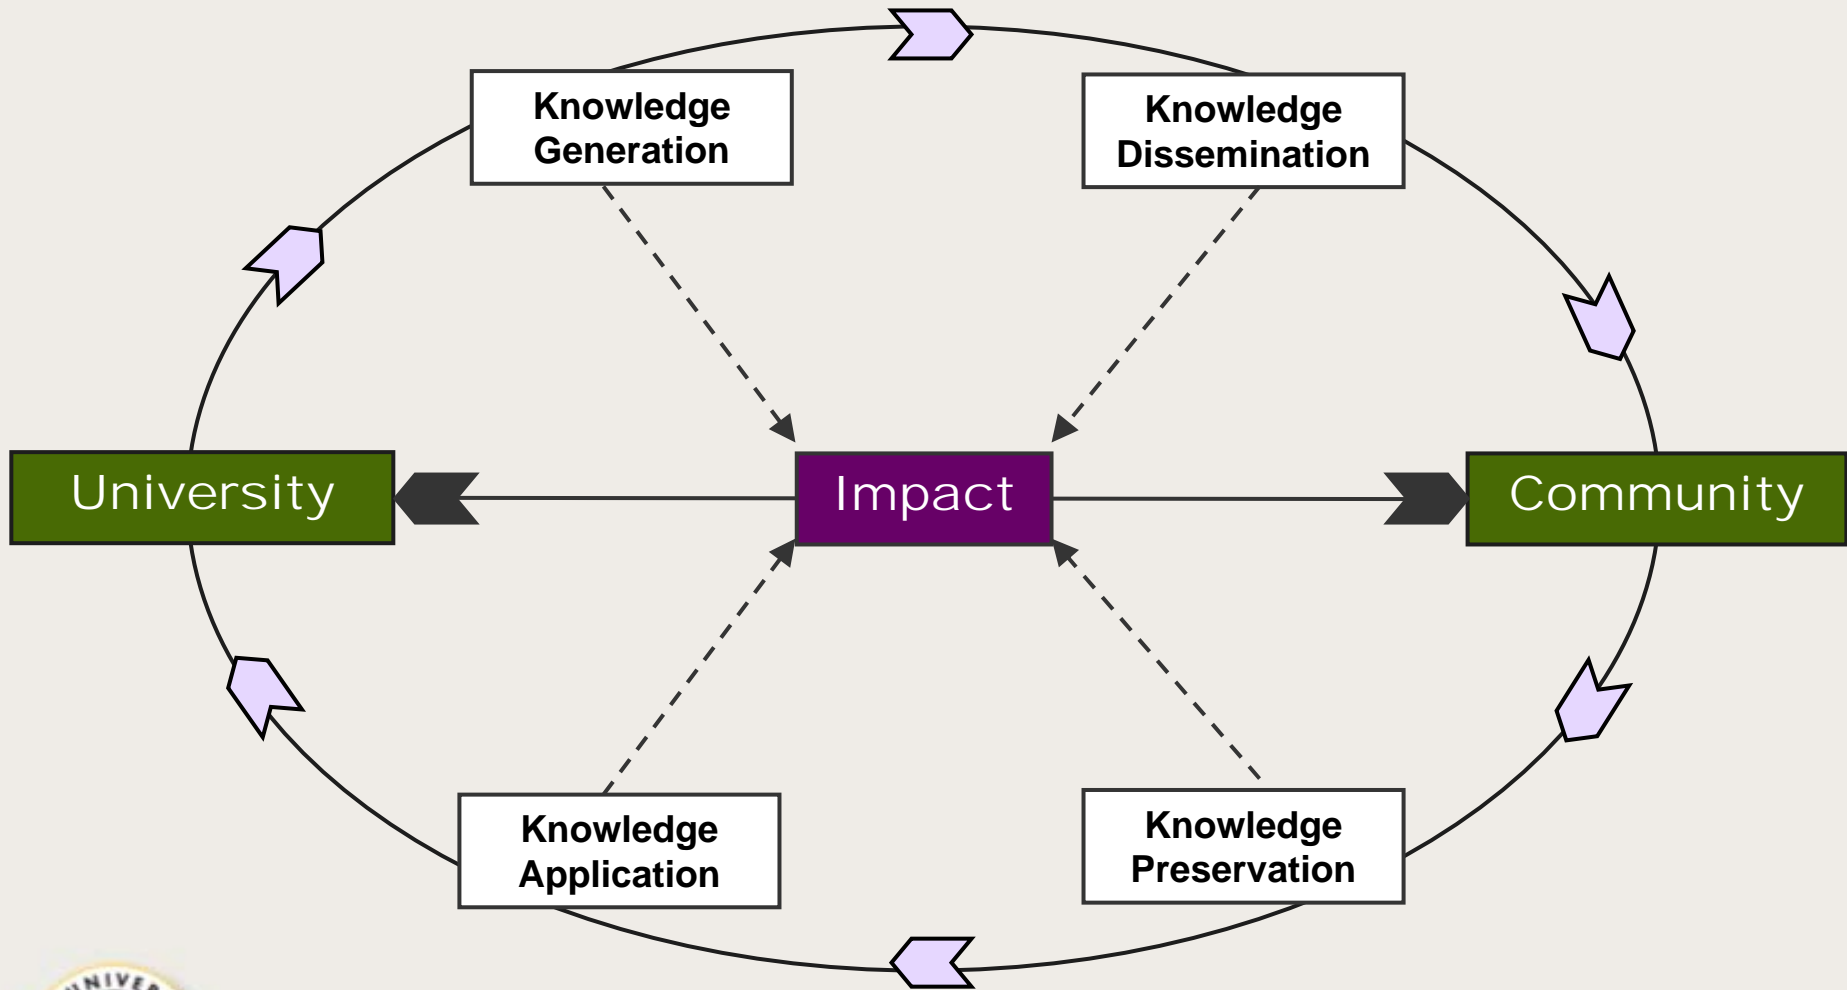 Knowledge
Generation
Knowledge
Dissemination
University
Impact
Community
Knowledge
Application
Knowledge
Preservation